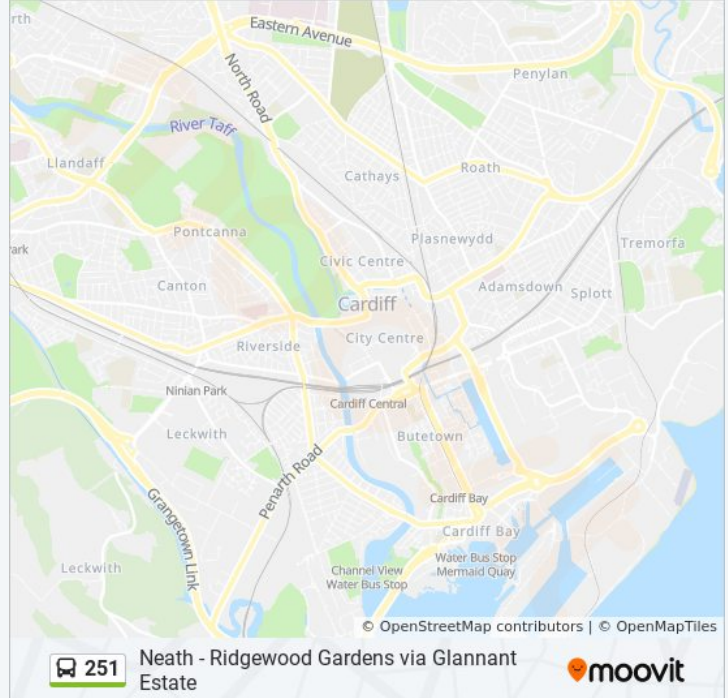 rth
Eastern Avenue
North Road
Penylan
River Taff
Llandaff
Cathays
Roath
Pontcanna
Plasnewydd
Tremorfa
ark
Civic Centre
Canton
Adamsdown
Splott
Cardiff
City Centre
Riverside
Ninian Park
Cardiff Central
Leckwith
Butetown
Penarth Road
Grangetown Link
Cardiff Bay
Cardiff Bay
Water Bus Stop
Mermaid Quay
Leckwith
Channel View
Water Bus Stop
© OpenStreetMap contributors | © OpenMapTiles
251
Neath - Ridgewood Gardens via Glannant
Estate
moovit